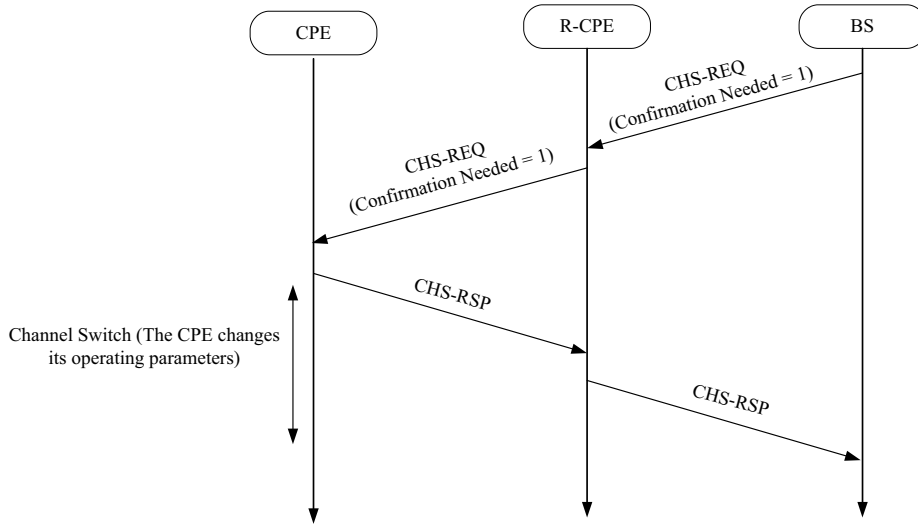 CPE
R-CPE
BS
CHS-REQ
(Confirmation Needed = 1)
CHS-REQ
(Confirmation Needed = 1)
CHS-RSP
Channel Switch (The CPE changes
its operating parameters)
CHS-RSP